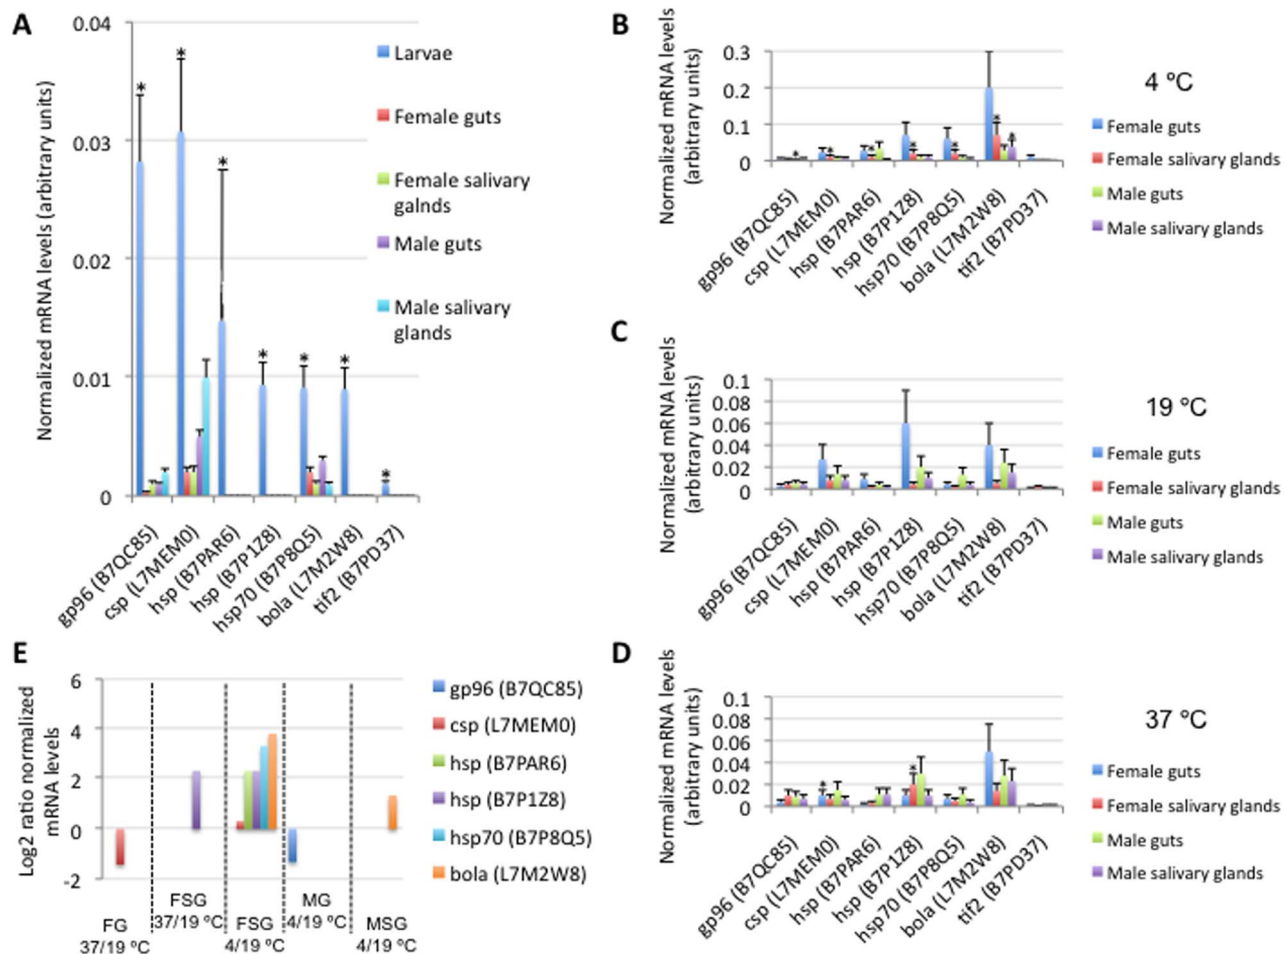 A
Normalized mRNA levels (arbitrary units)
0.04
0.03
0.02
0.01
0
*
*
*
*
*
*
*
Larvae
Female guts
Female salivary
galnds
Male guts
Male salivary
glands
gp96 (B7QC85)
csp (L7MEM0)
hsp (B7PAR6)
hsp (B7P1Z8)
hsp70 (B7P8Q5)
bola (L7M2W8)
tif2 (B7PD37)
B
Normalized mRNA levels
(arbitrary units)
0.3
0.2
0.1
0
*
*
*
*
*
*
*
gp96 (B7QC85)
csp (L7MEM0)
hsp (B7PAR6)
hsp (B7P1Z8)
hsp70 (B7P8Q5)
bola (L7M2W8)
tif2 (B7PD37)
4 ºC
Female guts
Female salivary glands
Male guts
Male salivary glands
C
Normalized mRNA levels
(arbitrary units)
0.1
0.08
0.06
0.04
0.02
0
gp96 (B7QC85)
csp (L7MEM0)
hsp (B7PAR6)
hsp (B7P1Z8)
hsp70 (B7P8Q5)
bola (L7M2W8)
tif2 (B7PD37)
19 ºC
Female guts
Female salivary glands
Male guts
Male salivary glands
D
Normalized mRNA levels
(arbitrary units)
0.1
0.08
0.06
0.04
0.02
0
*
*
gp96 (B7QC85)
csp (L7MEM0)
hsp (B7PAR6)
hsp (B7P1Z8)
hsp70 (B7P8Q5)
bola (L7M2W8)
tif2 (B7PD37)
37 ºC
Female guts
Female salivary glands
Male guts
Male salivary glands
E
Log2 ratio normalized
mRNA levels
6
4
2
0
-2
FG
37/19 ºC
FSG
37/19 ºC
FSG
4/19 ºC
MG
4/19 ºC
MSG
4/19 ºC
gp96 (B7QC85)
csp (L7MEM0)
hsp (B7PAR6)
hsp (B7P1Z8)
hsp70 (B7P8Q5)
bola (L7M2W8)